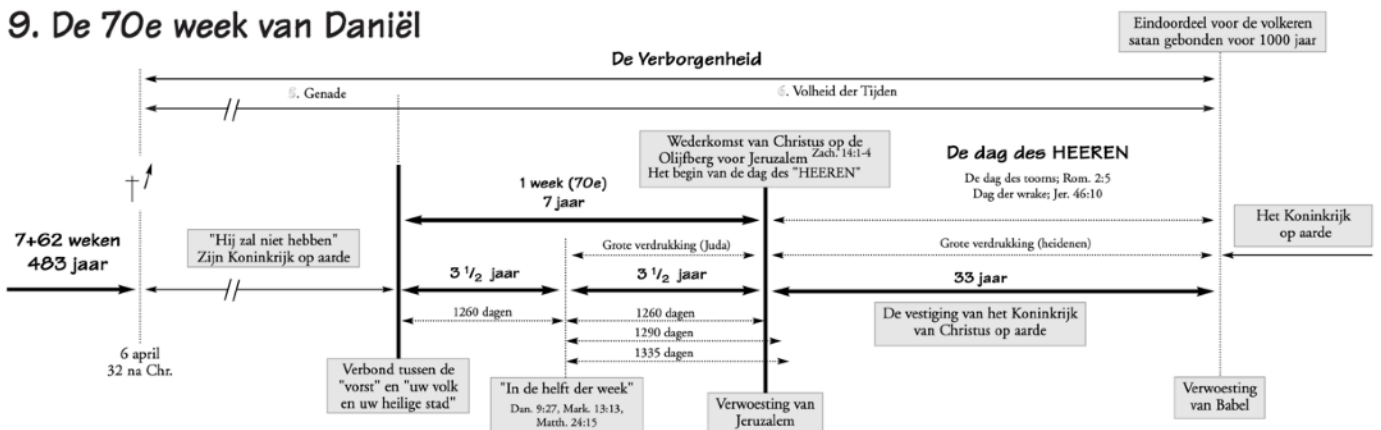 9. De 70e week van Daniël
Eindoordeel voor de volkeren
satan gebonden voor 1000 jaar
De Verborgenheid
5. Genade
6. Volheid der Tijden
Wederkomst van Christus op de
Olijfberg voor Jeruzalem Zach. 14:1-4
Het begin van de dag des "HEEREN"
De dag des HEEREN
De dag des toorns; Rom. 2:5
Dag der wrake; Jer. 46:10
1 week (70e)
7 jaar
Het Koninkrijk
op aarde
7+62 weken
483 jaar
"Hij zal niet hebben"
Zijn Koninkrijk op aarde
Grote verdrukking (Juda)
Grote verdrukking (heidenen)
3 1/2 jaar
3 1/2 jaar
33 jaar
1260 dagen
1260 dagen
1290 dagen
1335 dagen
De vestiging van het Koninkrijk
van Christus op aarde
6 april
32 na Chr.
Verbond tussen de
"vorst" en "uw volk
en uw heilige stad"
"In de helft der week"
Dan. 9:27, Mark. 13:13,
Matth. 24:15
Verwoesting van
Jeruzalem
Verwoesting
van Babel